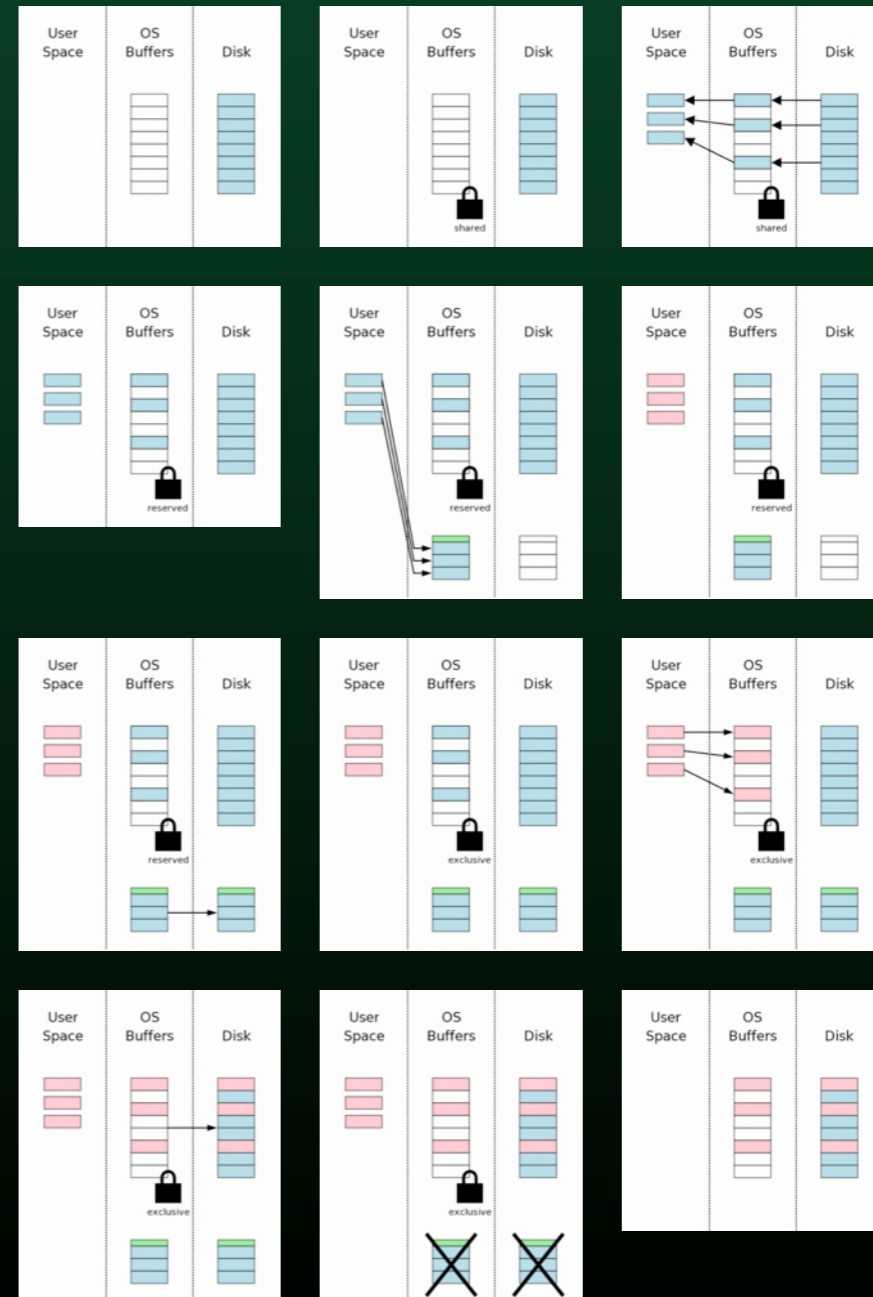 User
Space
OS
Buffers
Disk
User
Space
OS
Buffers
Disk
shared
User
Space
OS
Buffers
Disk
shared
User
Space
OS
Buffers
Disk
reserved
User
Space
OS
Buffers
Disk
reserved
User
Space
OS
Buffers
Disk
reserved
User
Space
OS
Buffers
Disk
reserved
User
Space
OS
Buffers
Disk
exclusive
User
Space
OS
Buffers
Disk
exclusive
User
Space
OS
Buffers
Disk
exclusive
User
Space
OS
Buffers
Disk
exclusive
User
Space
OS
Buffers
Disk